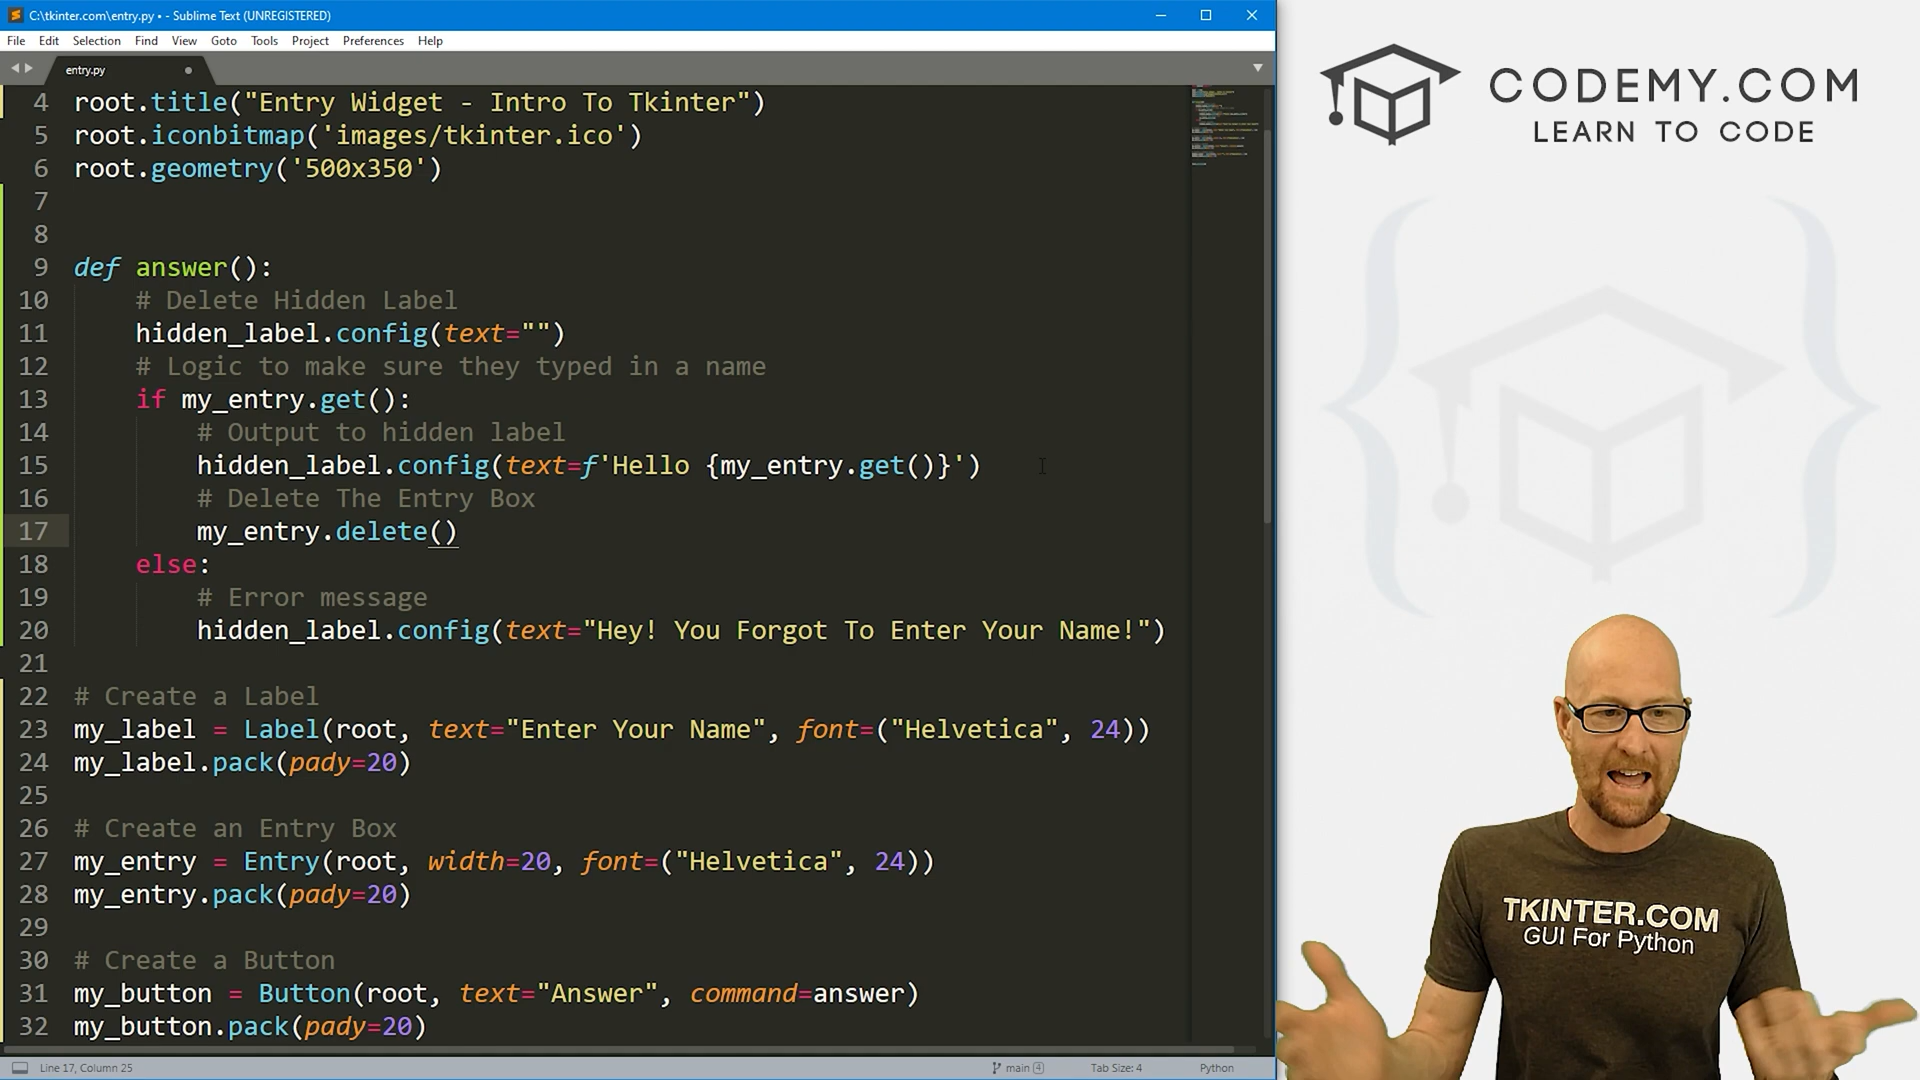 C:\tkinter.com\entry.py • - Sublime Text (UNREGISTERED)
File Edit Selection Find View Goto Tools Project Preferences Help
entry.py
4 root.title("Entry Widget - Intro To Tkinter")
5 root.iconbitmap('images/tkinter.ico')
6 root.geometry('500x350')
7
8
9 def answer():
10     # Delete Hidden Label
11     hidden_label.config(text="")
12     # Logic to make sure they typed in a name
13     if my_entry.get():
14         # Output to hidden label
15         hidden_label.config(text=f'Hello {my_entry.get()}')
16         # Delete The Entry Box
17         my_entry.delete()
18     else:
19         # Error message
20         hidden_label.config(text="Hey! You Forgot To Enter Your Name!")
21
22 # Create a Label
23 my_label = Label(root, text="Enter Your Name", font=("Helvetica", 24))
24 my_label.pack(pady=20)
25
26 # Create an Entry Box
27 my_entry = Entry(root, width=20, font=("Helvetica", 24))
28 my_entry.pack(pady=20)
29
30 # Create a Button
31 my_button = Button(root, text="Answer", command=answer)
32 my_button.pack(pady=20)
Line 17, Column 25
main 4
Tab Size: 4
Python
CODEMY.COM
LEARN TO CODE
TKINTER.COM
GUI For Python